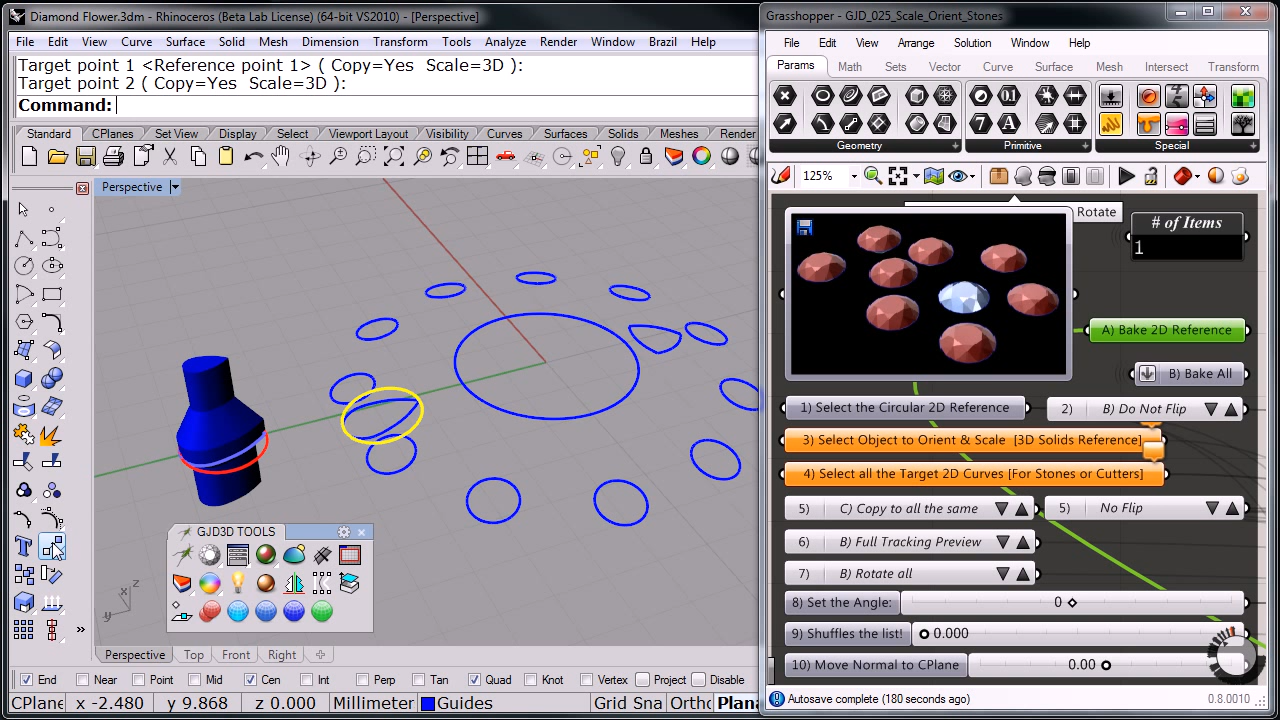 Diamond Flower.3dm - Rhinoceros (Beta Lab License) (64-bit VS2010) - [Perspective]
File Edit View Curve Surface Solid Mesh Dimension Transform Tools Analyze Render Window Brazil Help
Target point 1 <Reference point 1> ( Copy=Yes Scale=3D ):
Target point 2 ( Copy=Yes Scale=3D ):
Command:
Standard CPlanes Set View Display Select Viewport Layout Visibility Curves Surfaces Solids Meshes Render
Perspective
GJD3D TOOLS
z
x
y
Perspective Top Front Right
End Near Point Mid Cen Int Perp Tan Quad Knot Vertex Project Disable
CPlane x -2.480 y 9.868 z 0.000 Millimeter Guides Grid Sna Ortho Plana
Grasshopper - GJD_025_Scale_Orient_Stones
File Edit View Arrange Solution Window Help
Params Math Sets Vector Curve Surface Mesh Intersect Transform
Geometry Primitive Special
125%
Rotate
# of Items
1
A) Bake 2D Reference
B) Bake All
1) Select the Circular 2D Reference 2) B) Do Not Flip
3) Select Object to Orient & Scale [3D Solids Reference]
4) Select all the Target 2D Curves [For Stones or Cutters]
5) C) Copy to all the same 5) No Flip
6) B) Full Tracking Preview
7) B) Rotate all
8) Set the Angle: 0
9) Shuffles the list! 0.000
10) Move Normal to CPlane 0.00
Autosave complete (180 seconds ago) 0.8.0010